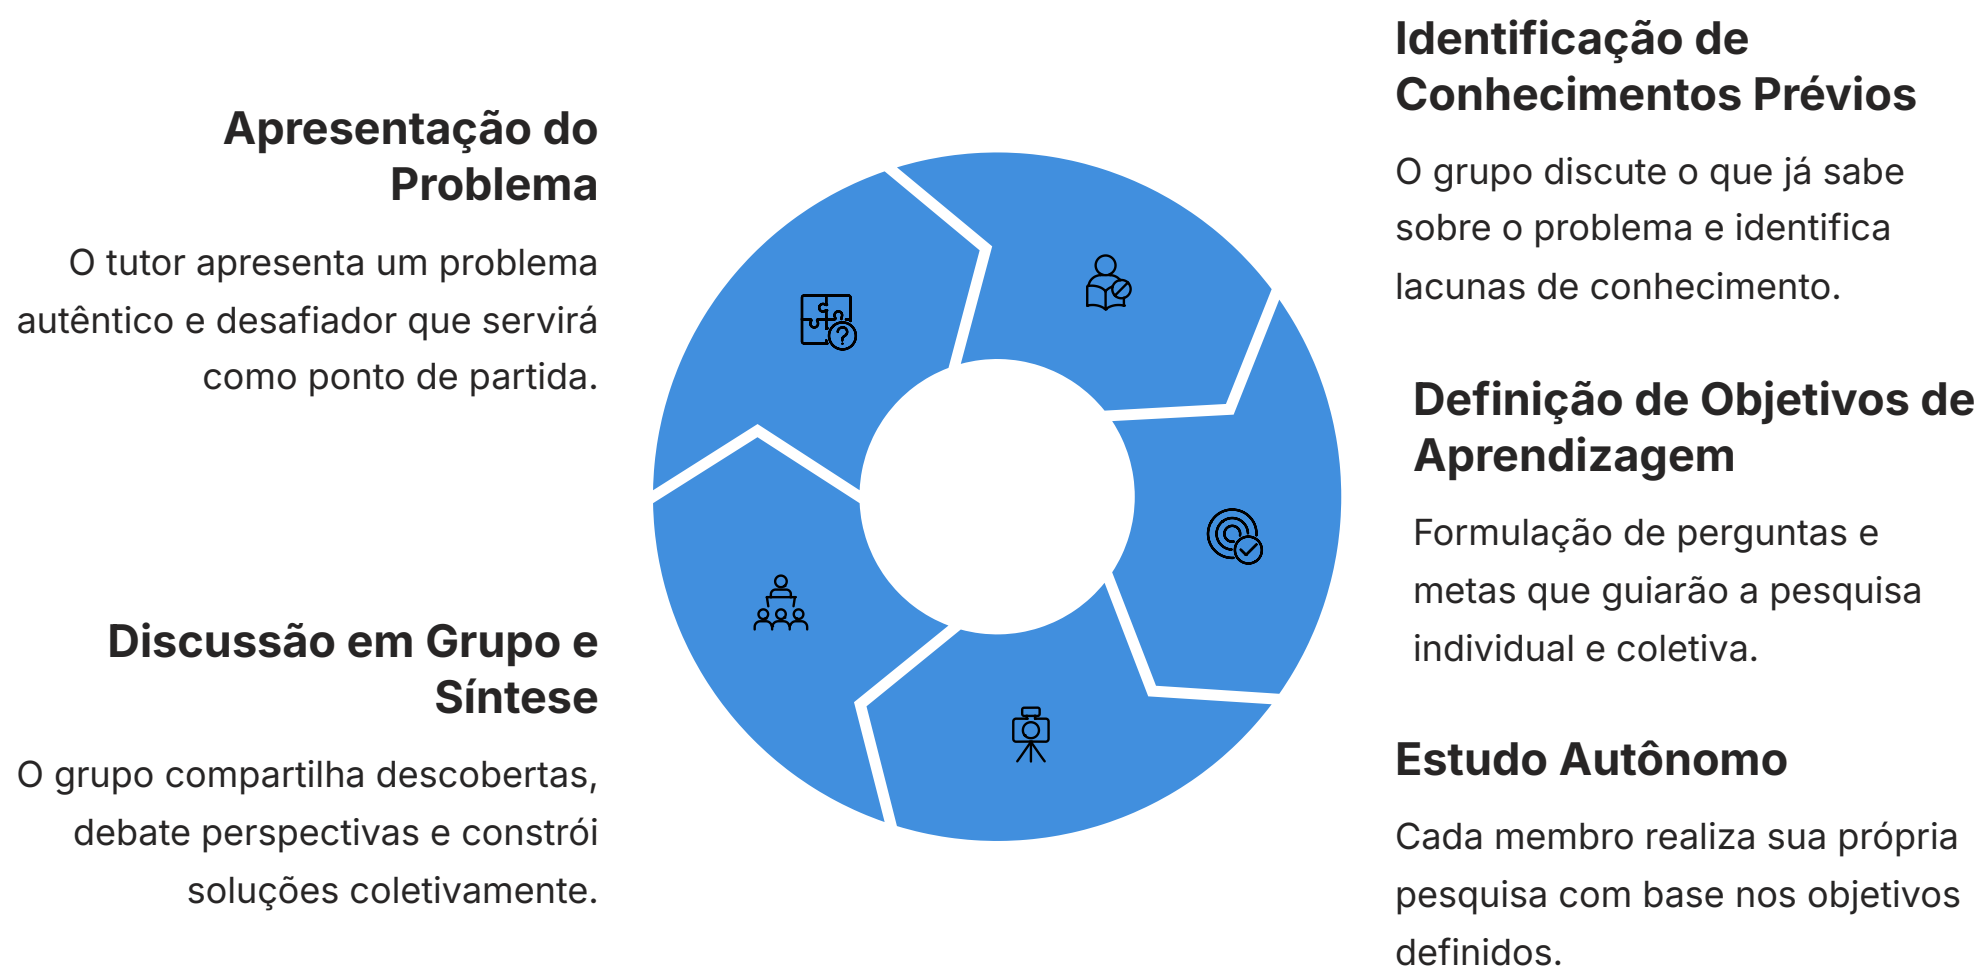 Apresentação do
Problema
O tutor apresenta um problema
autêntico e desafiador que servirá
como ponto de partida.
Identificação de
Conhecimentos Prévios
O grupo discute o que já sabe
sobre o problema e identifica
lacunas de conhecimento.
Definição de Objetivos de
Aprendizagem
Formulação de perguntas e
metas que guiarão a pesquisa
individual e coletiva.
Estudo Autônomo
Cada membro realiza sua própria
pesquisa com base nos objetivos
definidos.
Discussão em Grupo e
Síntese
O grupo compartilha descobertas,
debate perspectivas e constrói
soluções coletivamente.